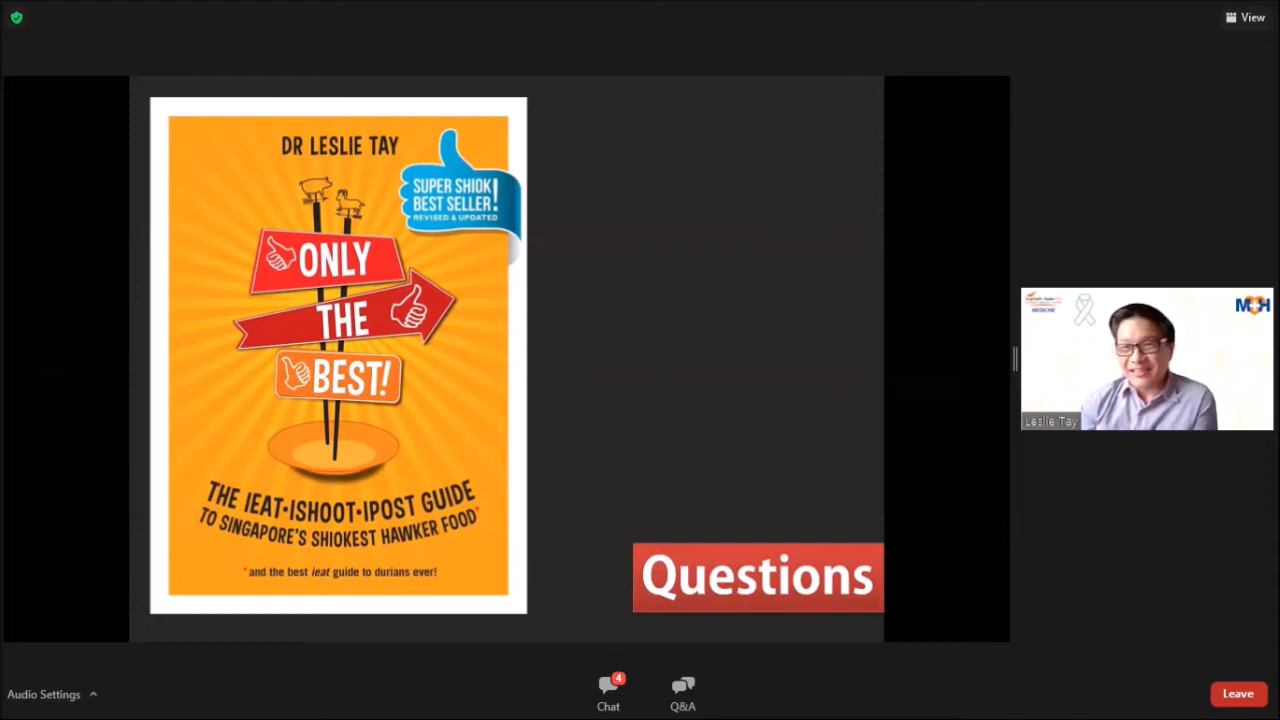 View
DR LESLIE TAY
SUPER SHIOK
BEST SELLER!
REVISED & UPDATED
ONLY
THE
BEST!
THE IEAT•ISHOOT•IPOST GUIDE
TO SINGAPORE'S SHIOKEST HAWKER FOOD*
*and the best ieat guide to durians ever!
Questions
MEDICINE
Leslie Tay
Audio Settings
4
Chat
Q&A
Leave